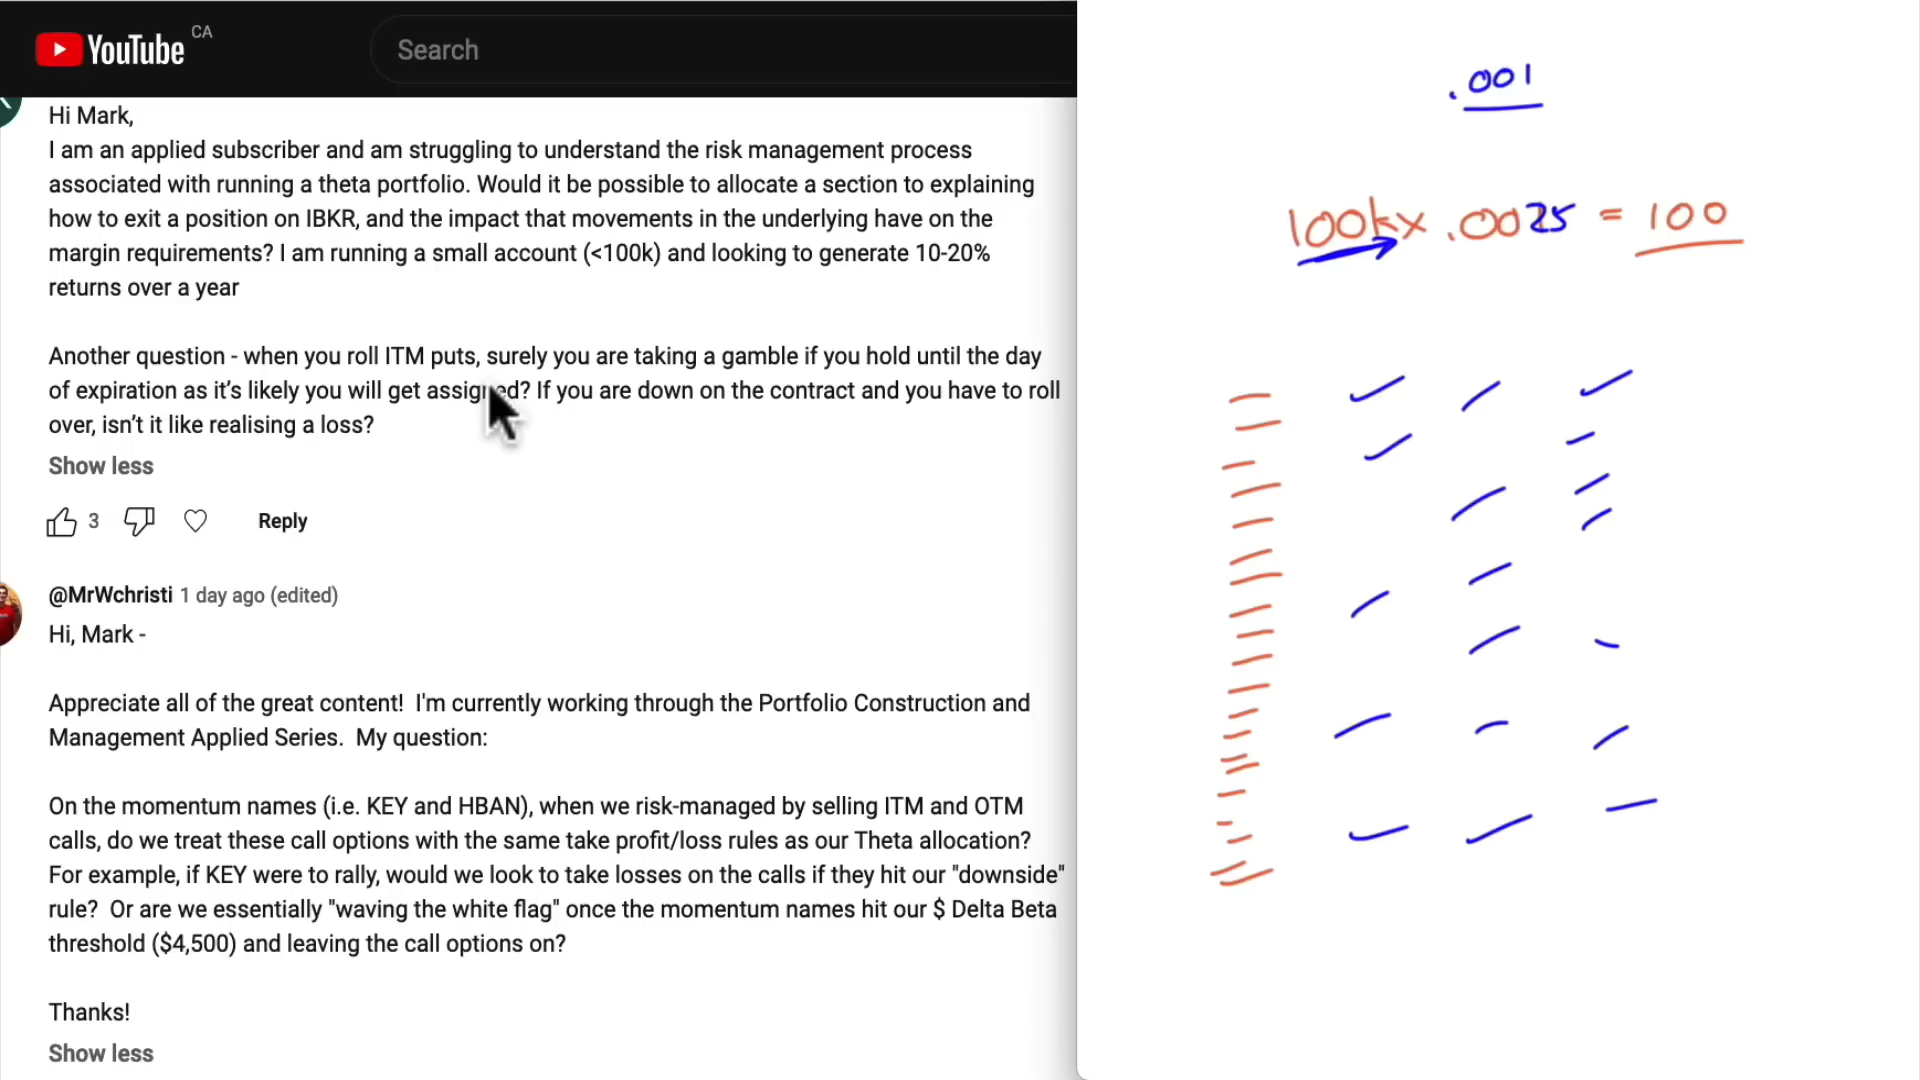 YouTube CA
Search
Hi Mark,
I am an applied subscriber and am struggling to understand the risk management process
associated with running a theta portfolio. Would it be possible to allocate a section to explaining
how to exit a position on IBKR, and the impact that movements in the underlying have on the
margin requirements? I am running a small account (<100k) and looking to generate 10-20%
returns over a year
Another question - when you roll ITM puts, surely you are taking a gamble if you hold until the day
of expiration as it’s likely you will get assigned? If you are down on the contract and you have to roll
over, isn’t it like realising a loss?
Show less
3 Reply
@MrWchristi 1 day ago (edited)
Hi, Mark -
Appreciate all of the great content!  I'm currently working through the Portfolio Construction and
Management Applied Series.  My question:
On the momentum names (i.e. KEY and HBAN), when we risk-managed by selling ITM and OTM
calls, do we treat these call options with the same take profit/loss rules as our Theta allocation?
For example, if KEY were to rally, would we look to take losses on the calls if they hit our "downside"
rule?  Or are we essentially "waving the white flag" once the momentum names hit our $ Delta Beta
threshold ($4,500) and leaving the call options on?
Thanks!
Show less
.001
100k x .0025 = 100